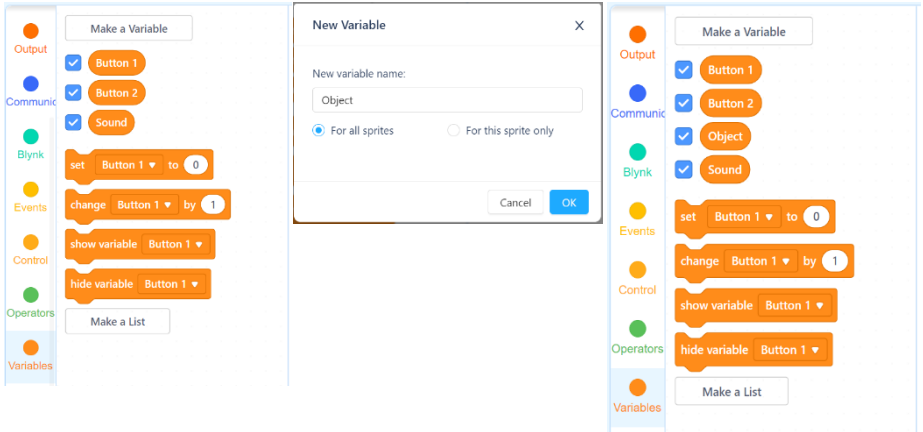 Make a Variable
Output
Button 1
Communic
Button 2
Sound
Blynk
set Button 1 ▾ to 0
Events
change Button 1 ▾ by 1
Control
show variable Button 1 ▾
hide variable Button 1 ▾
Operators
Make a List
Variables
New Variable X
New variable name:
Object
For all sprites For this sprite only
Cancel OK
Make a Variable
Output
Button 1
Button 2
Communic
Object
Sound
Blynk
set Button 1 ▾ to 0
Events
change Button 1 ▾ by 1
Control
show variable Button 1 ▾
Operators
hide variable Button 1 ▾
Make a List
Variables